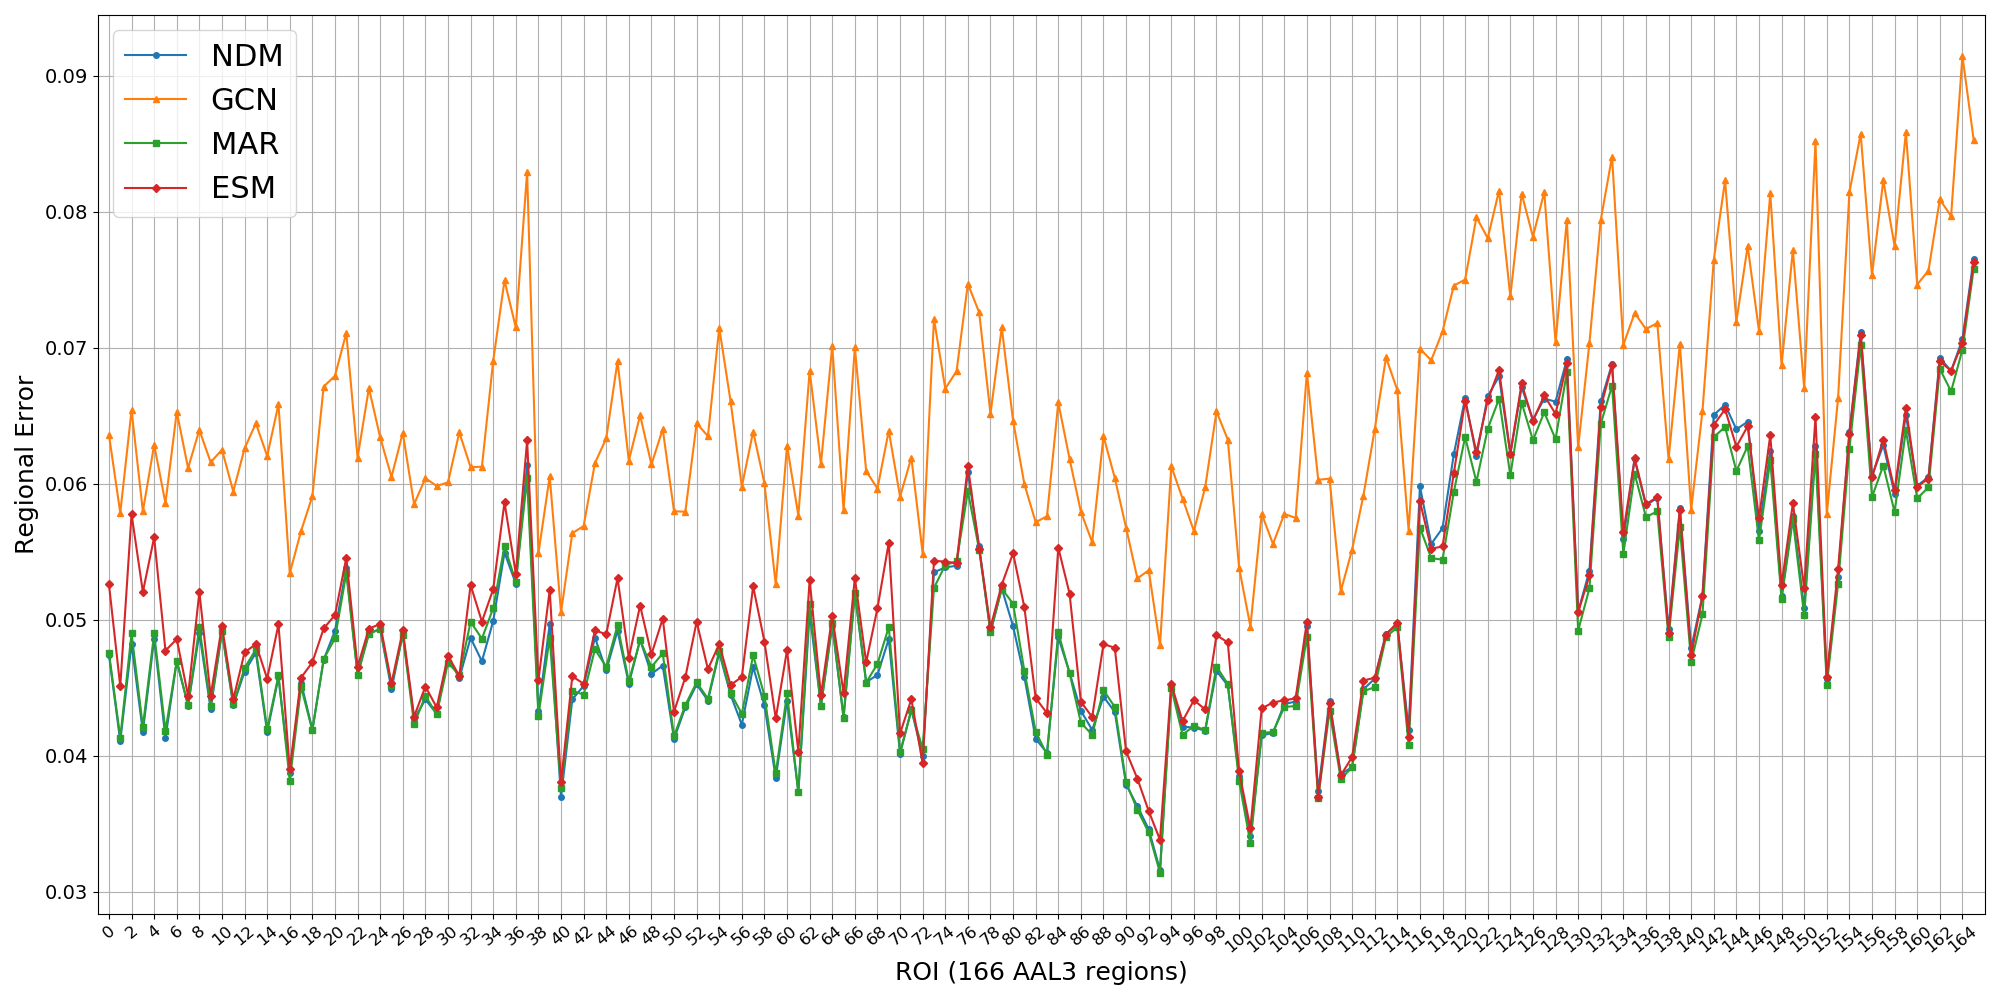 NDM
GCN
MAR
ESM
Regional Error
0.09
0.08
0.07
0.06
0.05
0.04
0.03
0 2 4 6 8 10 12 14 16 18 20 22 24 26 28 30 32 34 36 38 40 42 44 46 48 50 52 54 56 58 60 62 64 66 68 70 72 74 76 78 80 82 84 86 88 90 92 94 96 98 100 102 104 106 108 110 112 114 116 118 120 122 124 126 128 130 132 134 136 138 140 142 144 146 148 150 152 154 156 158 160 162 164
ROI (166 AAL3 regions)